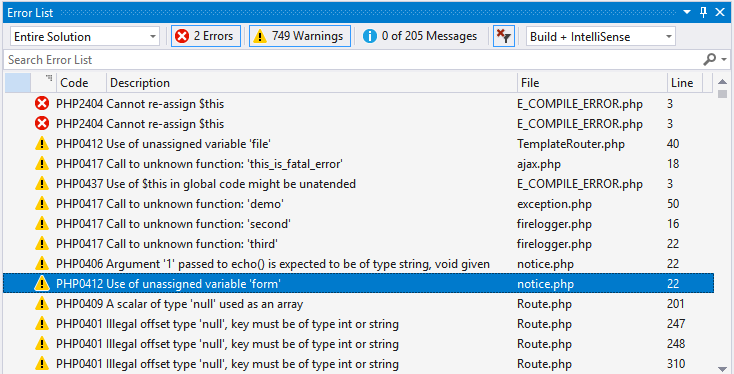 Error List
Entire Solution 2 Errors 749 Warnings 0 of 205 Messages Build + IntelliSense
Search Error List
Code Description File Line
PHP2404 Cannot re-assign $this E_COMPILE_ERROR.php 3
PHP2404 Cannot re-assign $this E_COMPILE_ERROR.php 3
PHP0412 Use of unassigned variable 'file' TemplateRouter.php 40
PHP0417 Call to unknown function: 'this_is_fatal_error' ajax.php 18
PHP0437 Use of $this in global code might be unatended E_COMPILE_ERROR.php 3
PHP0417 Call to unknown function: 'demo' exception.php 50
PHP0417 Call to unknown function: 'second' firelogger.php 16
PHP0417 Call to unknown function: 'third' firelogger.php 22
PHP0406 Argument '1' passed to echo() is expected to be of type string, void given notice.php 22
PHP0412 Use of unassigned variable 'form' notice.php 22
PHP0409 A scalar of type 'null' used as an array Route.php 201
PHP0401 Illegal offset type 'null', key must be of type int or string Route.php 247
PHP0401 Illegal offset type 'null', key must be of type int or string Route.php 248
PHP0401 Illegal offset type 'null', key must be of type int or string Route.php 310